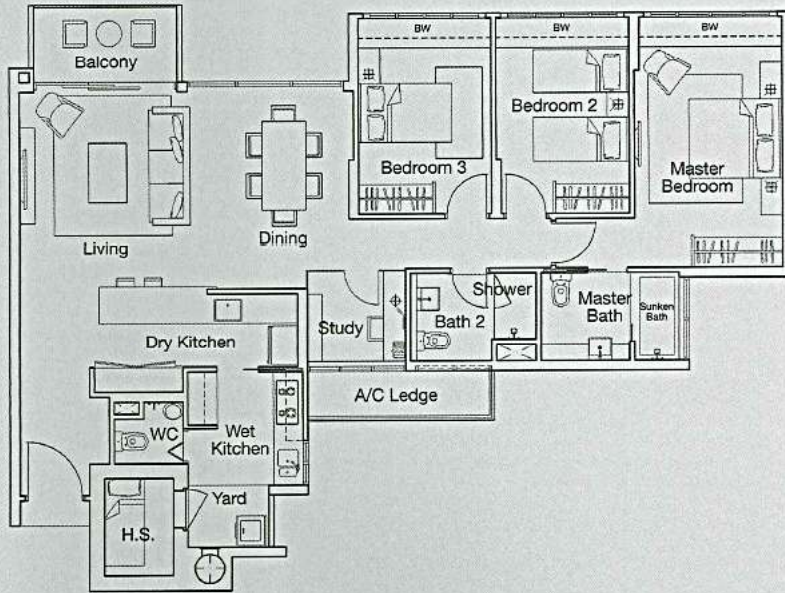 BW
BW
BW
Balcony
Bedroom 2
Bedroom 3
Master
Bedroom
Living
Dining
Study
Bath 2
Shower
Master
Bath
Sunken
Bath
Dry Kitchen
A/C Ledge
WC
Wet
Kitchen
Yard
H.S.